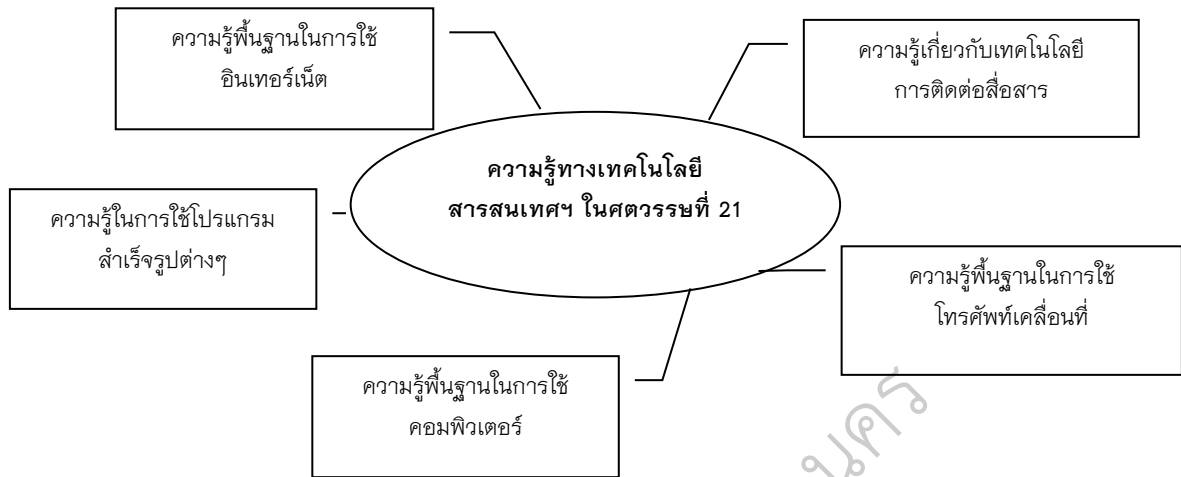 ความรู้พื้นฐานในการใช้
อินเทอร์เน็ต
ความรู้เกี่ยวกับเทคโนโลยี
การติดต่อสื่อสาร
ความรู้ทางเทคโนโลยี
สารสนเทศฯ ในศตวรรษที่ 21
ความรู้ในการใช้โปรแกรม
สำเร็จรูปต่างๆ
ความรู้พื้นฐานในการใช้
โทรศัพท์เคลื่อนที่
ความรู้พื้นฐานในการใช้
คอมพิวเตอร์
นคร